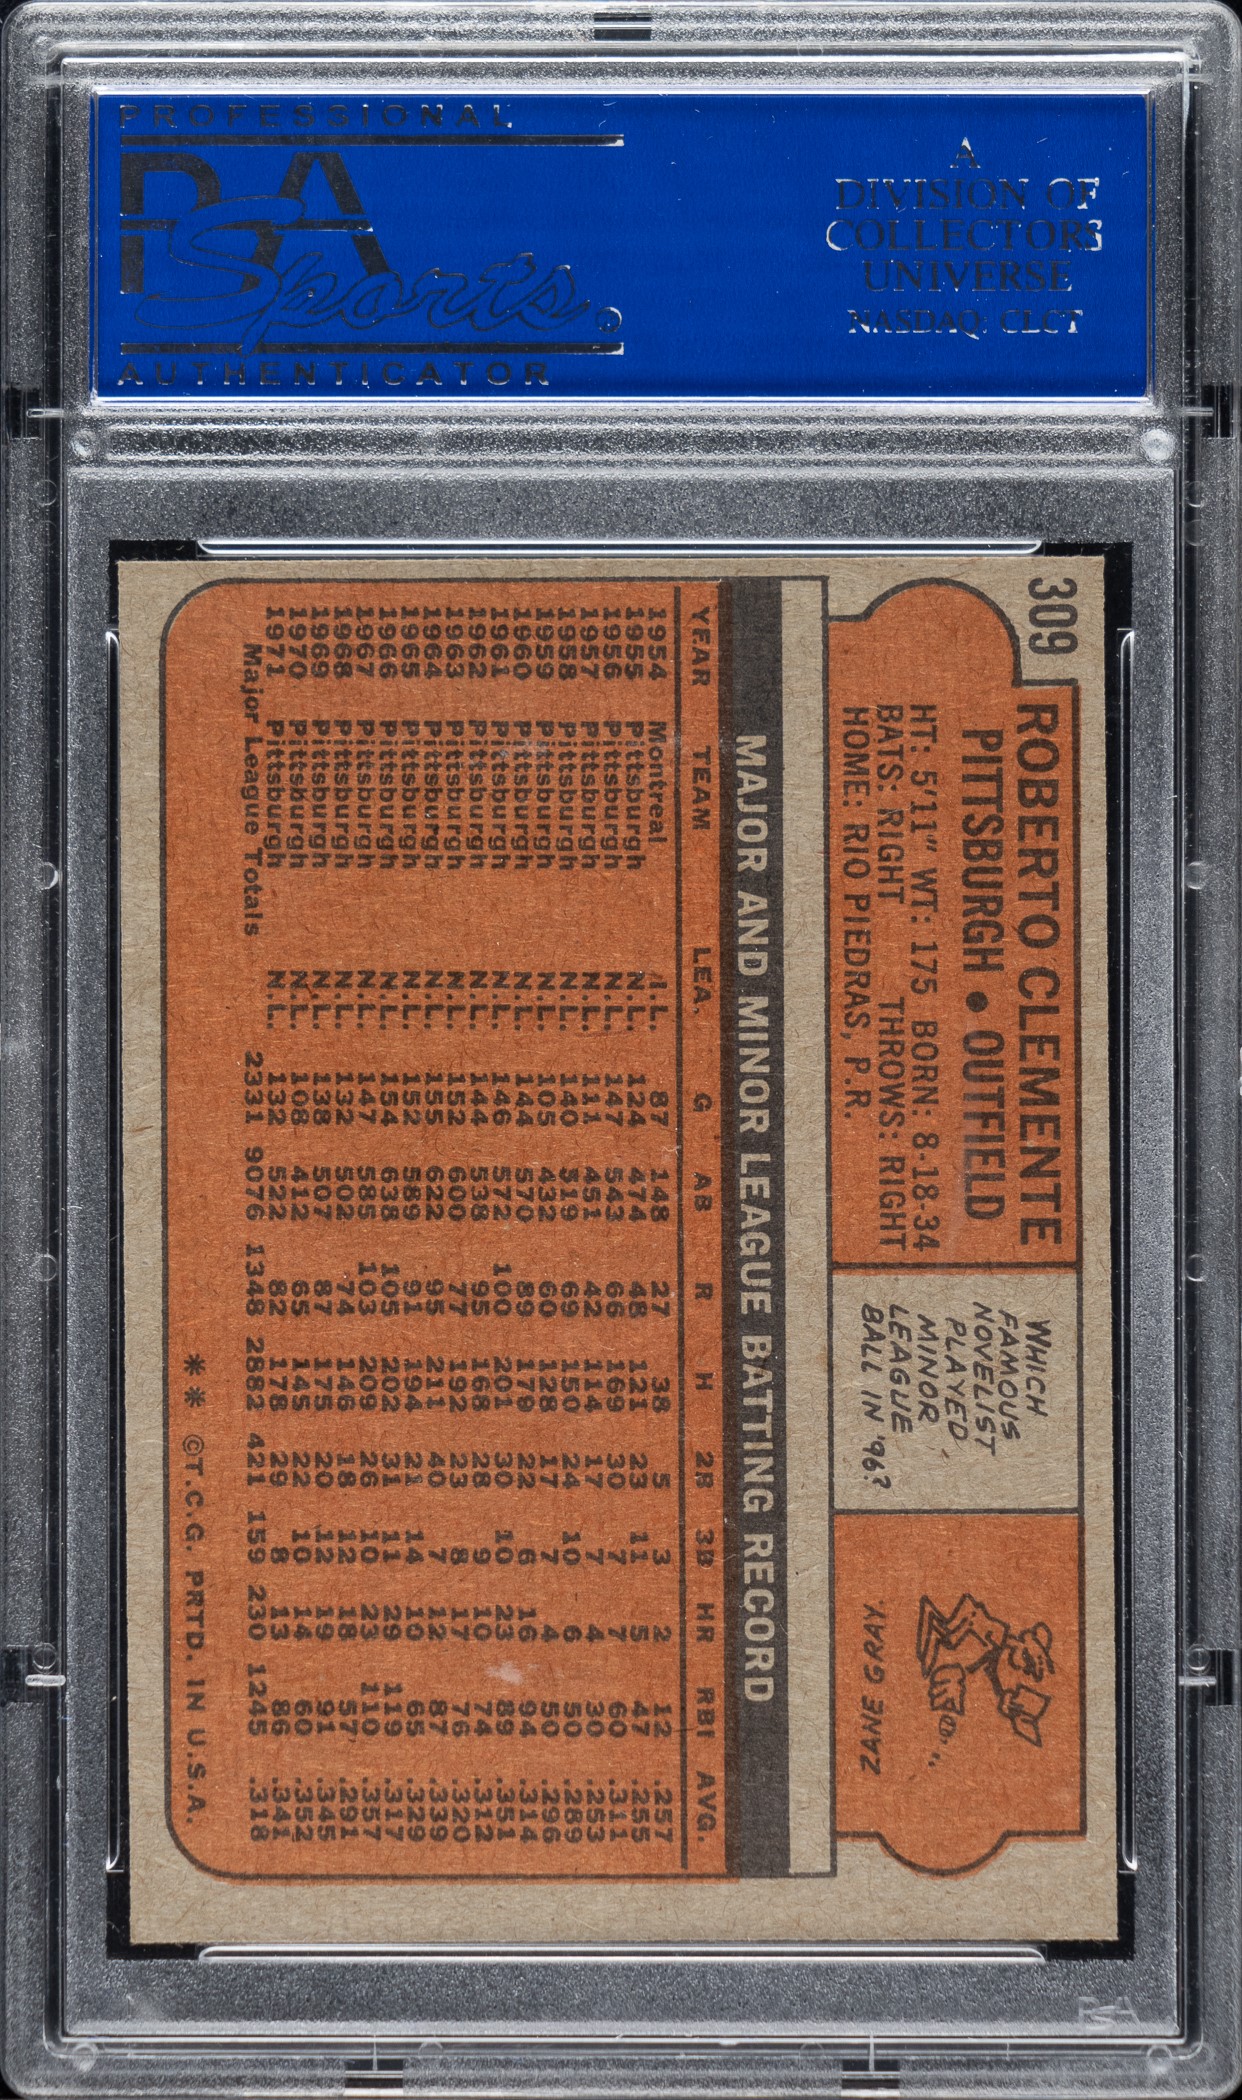 PROFESSIONAL
PSA
Sports
AUTHENTICATOR
A
DIVISION OF
COLLECTORS
UNIVERSE
NASDAQ: CLCT
309
ROBERTO CLEMENTE
PITTSBURGH • OUTFIELD
HT: 5'11" WT: 175 BORN: 8-18-34
BATS: RIGHT THROWS: RIGHT
HOME: RIO PIEDRAS, P.R.
WHICH
FAMOUS
NOVELIST
PLAYED
MINOR
LEAGUE
BALL IN '96?
ZANE GRAY.
MAJOR AND MINOR LEAGUE BATTING RECORD
YEAR TEAM LEA. G AB R H 2B 3B HR RBI AVG.
1954 Montreal I.L. 87 148 27 38 5 3 2 12 .257
1955 Pittsburgh N.L. 124 474 48 121 23 11 5 47 .255
1956 Pittsburgh N.L. 147 543 66 169 30 7 7 60 .311
1957 Pittsburgh N.L. 111 451 42 114 17 7 4 30 .253
1958 Pittsburgh N.L. 140 519 69 150 24 10 6 50 .289
1959 Pittsburgh N.L. 105 432 60 128 17 7 4 50 .296
1960 Pittsburgh N.L. 144 570 89 179 22 6 16 94 .314
1961 Pittsburgh N.L. 146 572 100 201 30 10 23 89 .351
1962 Pittsburgh N.L. 144 538 95 168 28 9 10 74 .312
1963 Pittsburgh N.L. 152 600 77 192 23 8 17 76 .320
1964 Pittsburgh N.L. 155 622 95 211 40 7 12 87 .339
1965 Pittsburgh N.L. 152 589 91 194 21 14 10 65 .329
1966 Pittsburgh N.L. 154 638 105 202 31 11 29 119 .317
1967 Pittsburgh N.L. 147 585 103 209 26 10 23 110 .357
1968 Pittsburgh N.L. 132 502 74 146 18 12 18 57 .291
1969 Pittsburgh N.L. 138 507 87 175 20 12 19 91 .345
1970 Pittsburgh N.L. 108 412 65 145 22 10 14 60 .352
1971 Pittsburgh N.L. 132 522 82 178 29 8 13 86 .341
Major League Totals 2331 9076 1348 2882 421 159 230 1245 .318
** ©T.C.G. PRTD. IN U.S.A.
PSA